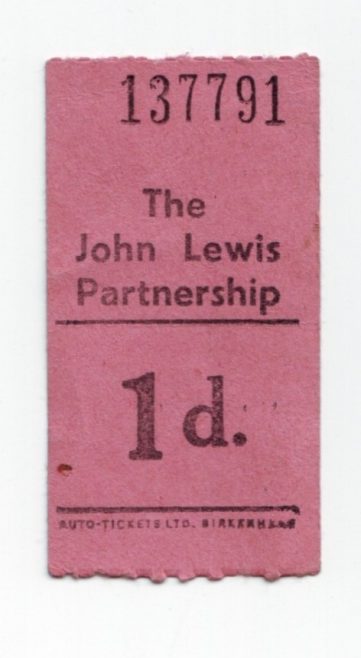 137791
The
John Lewis
Partnership
1d.
AUTO-TICKETS LTD. BIRKENHEAD